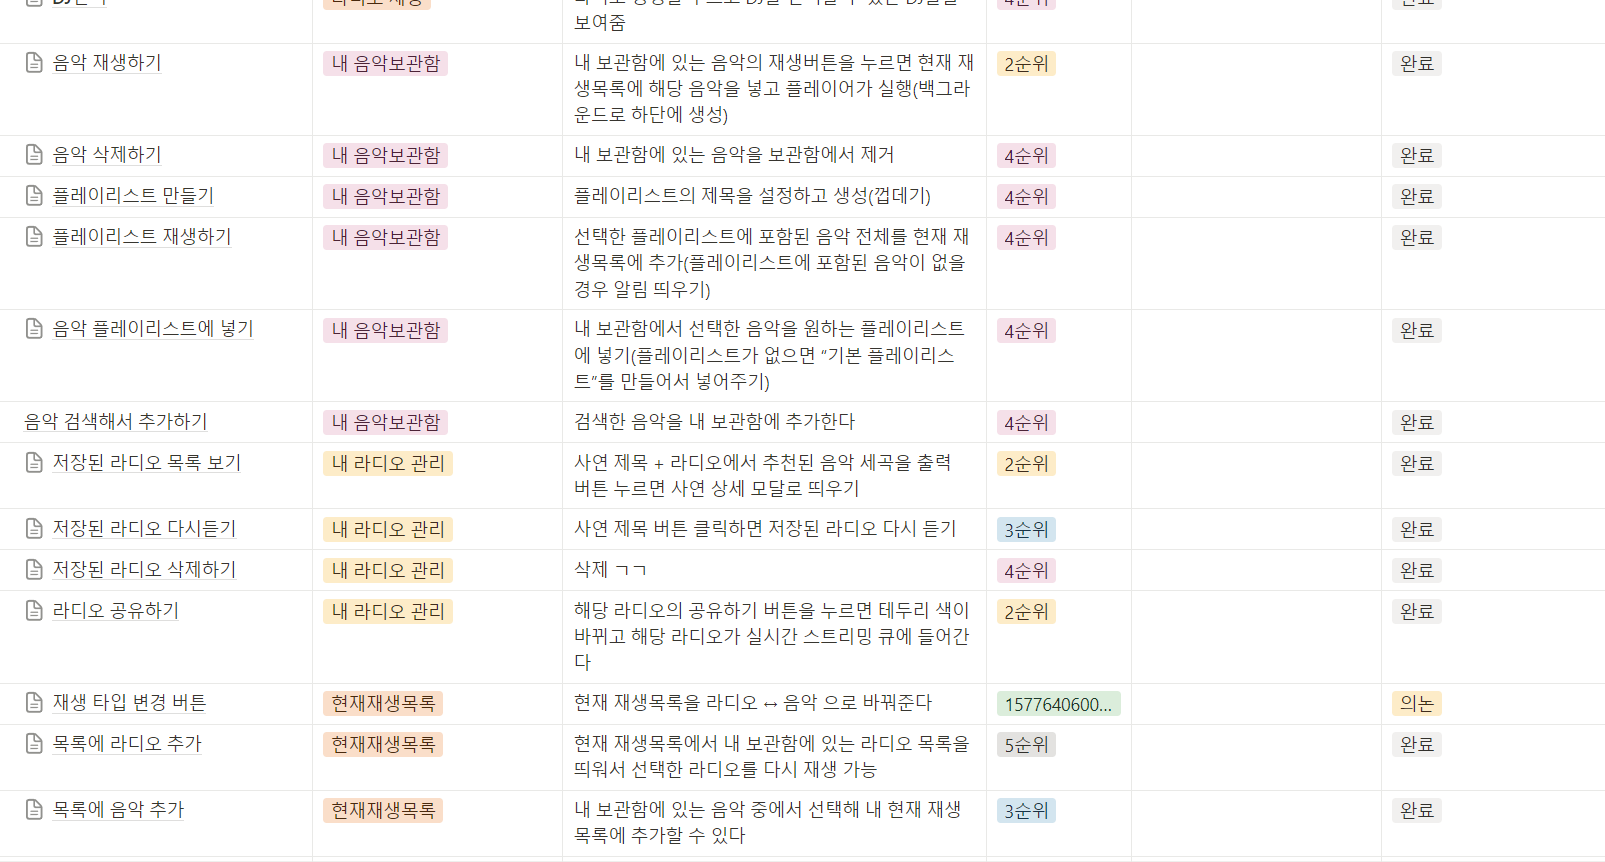 보여줌
음악 재생하기
내 음악보관함
내 보관함에 있는 음악의 재생버튼을 누르면 현재 재
생목록에 해당 음악을 넣고 플레이어가 실행(백그라
운드로 하단에 생성)
2순위
완료
음악 삭제하기
내 음악보관함
내 보관함에 있는 음악을 보관함에서 제거
4순위
완료
플레이리스트 만들기
내 음악보관함
플레이리스트의 제목을 설정하고 생성(껍데기)
4순위
완료
플레이리스트 재생하기
내 음악보관함
선택한 플레이리스트에 포함된 음악 전체를 현재 재
생목록에 추가(플레이리스트에 포함된 음악이 없을
경우 알림 띄우기)
4순위
완료
음악 플레이리스트에 넣기
내 음악보관함
내 보관함에서 선택한 음악을 원하는 플레이리스트
에 넣기(플레이리스트가 없으면 “기본 플레이리스
트”를 만들어서 넣어주기)
4순위
완료
음악 검색해서 추가하기
내 음악보관함
검색한 음악을 내 보관함에 추가한다
4순위
완료
저장된 라디오 목록 보기
내 라디오 관리
사연 제목 + 라디오에서 추천된 음악 세곡을 출력
버튼 누르면 사연 상세 모달로 띄우기
2순위
완료
저장된 라디오 다시듣기
내 라디오 관리
사연 제목 버튼 클릭하면 저장된 라디오 다시 듣기
3순위
완료
저장된 라디오 삭제하기
내 라디오 관리
삭제 ㄱㄱ
4순위
완료
라디오 공유하기
내 라디오 관리
해당 라디오의 공유하기 버튼을 누르면 테두리 색이
바뀌고 해당 라디오가 실시간 스트리밍 큐에 들어간
다
2순위
완료
재생 타입 변경 버튼
현재재생목록
현재 재생목록을 라디오 ↔ 음악 으로 바꿔준다
1577640600...
의논
목록에 라디오 추가
현재재생목록
현재 재생목록에서 내 보관함에 있는 라디오 목록을
띄워서 선택한 라디오를 다시 재생 가능
5순위
완료
목록에 음악 추가
현재재생목록
내 보관함에 있는 음악 중에서 선택해 내 현재 재생
목록에 추가할 수 있다
3순위
완료